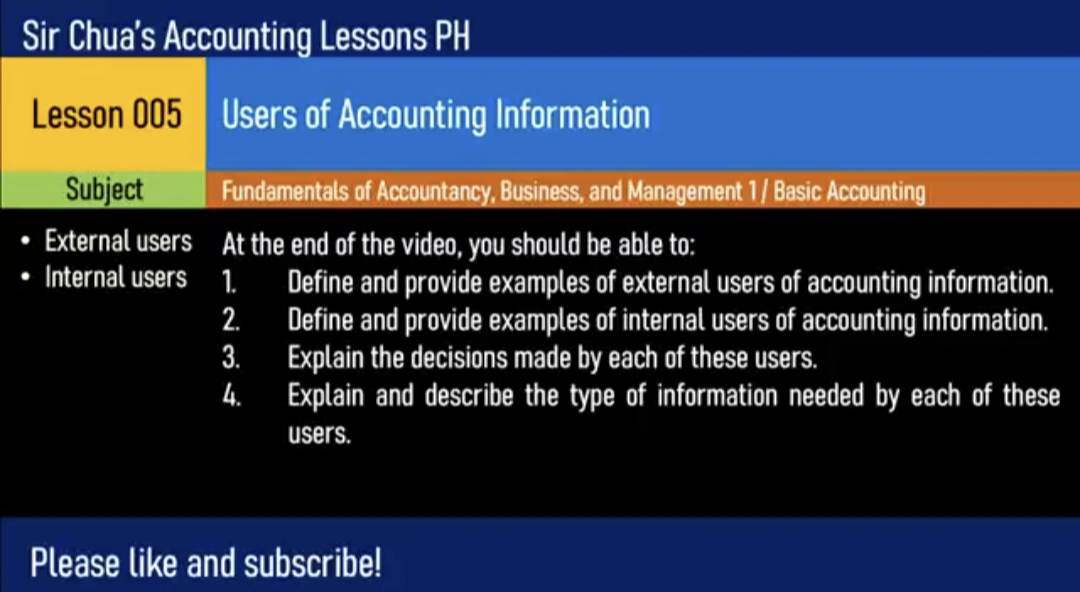 Sir Chua's Accounting Lessons PH
Lesson 005
Users of Accounting Information
Subject
Fundamentals of Accountancy, Business, and Management 1 / Basic Accounting
• External users
• Internal users
At the end of the video, you should be able to:
1. Define and provide examples of external users of accounting information.
2. Define and provide examples of internal users of accounting information.
3. Explain the decisions made by each of these users.
4. Explain and describe the type of information needed by each of these
users.
Please like and subscribe!